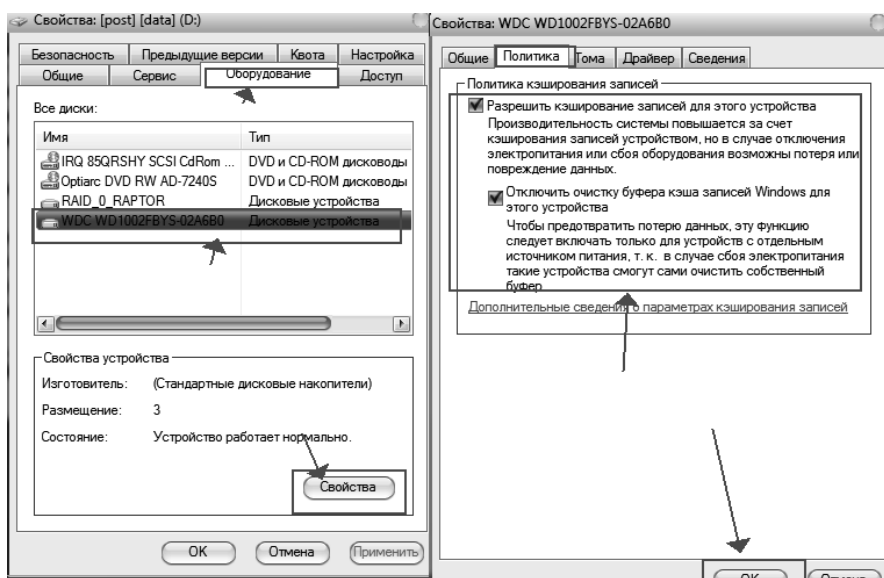 Свойства: [post] [data] (D:)
Безопасность Предыдущие версии Квота Настройка
Общие Сервис Оборудование Доступ
Все диски:
Имя Тип
IRQ 85QRSHY SCSI CdRom ... DVD и CD-ROM дисководы
Optiarc DVD RW AD-7240S DVD и CD-ROM дисководы
RAID_0_RAPTOR Дисковые устройства
WDC WD1002FBYS-02A6B0 Дисковые устройства
Свойства устройства
Изготовитель: (Стандартные дисковые накопители)
Размещение: 3
Состояние: Устройство работает нормально.
Свойства
OK Отмена Применить
Свойства: WDC WD1002FBYS-02A6B0
Общие Политика Тома Драйвер Сведения
Политика кэширования записей
Разрешить кэширование записей для этого устройства
Производительность системы повышается за счет
кэширования записей устройством, но в случае отключения
электропитания или сбоя оборудования возможны потеря или
повреждение данных.
Отключить очистку буфера кэша записей Windows для
этого устройства
Чтобы предотвратить потерю данных, эту функцию
следует включать только для устройств с отдельным
источником питания, т. к. в случае сбоя электропитания
такие устройства смогут сами очистить собственный
буфер
Дополнительные сведения о параметрах кэширования записей
OK Отмена